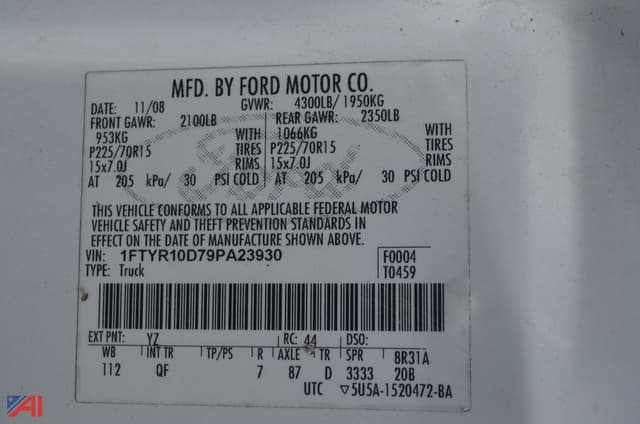 MFD. BY FORD MOTOR CO.
DATE: 11/08 GVWR: 4300LB/ 1950KG
FRONT GAWR: 2100LB REAR GAWR: 2350LB
953KG WITH 1066KG WITH
P225/70R15 TIRES P225/70R15 TIRES
15x7.0J RIMS 15x7.0J RIMS
AT 205 kPa/ 30 PSI COLD AT 205 kPa/ 30 PSI COLD
Ford
THIS VEHICLE CONFORMS TO ALL APPLICABLE FEDERAL MOTOR
VEHICLE SAFETY AND THEFT PREVENTION STANDARDS IN
EFFECT ON THE DATE OF MANUFACTURE SHOWN ABOVE.
VIN: 1FTYR10D79PA23930 F0004
TYPE: Truck T0459
EXT PNT: YZ RC: 44 DSO:
WB INT TR TP/PS R AXLE TR SPR 8R31A
112 QF 7 87 D 3333 20B
UTC ▽5U5A-1520472-BA
AI